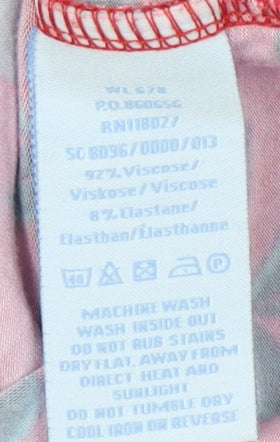 WL 678
P.O.860656
RN118027
SC 8096/0000/013
92% Viscose/
Viskose / Viscose
8% Elastane/
Elasthan/Élasthanne
40 P
MACHINE WASH
WASH INSIDE OUT
DO NOT RUB STAINS
DRY FLAT, AWAY FROM
DIRECT HEAT AND
SUNLIGHT
DO NOT TUMBLE DRY
COOL IRON ON REVERSE